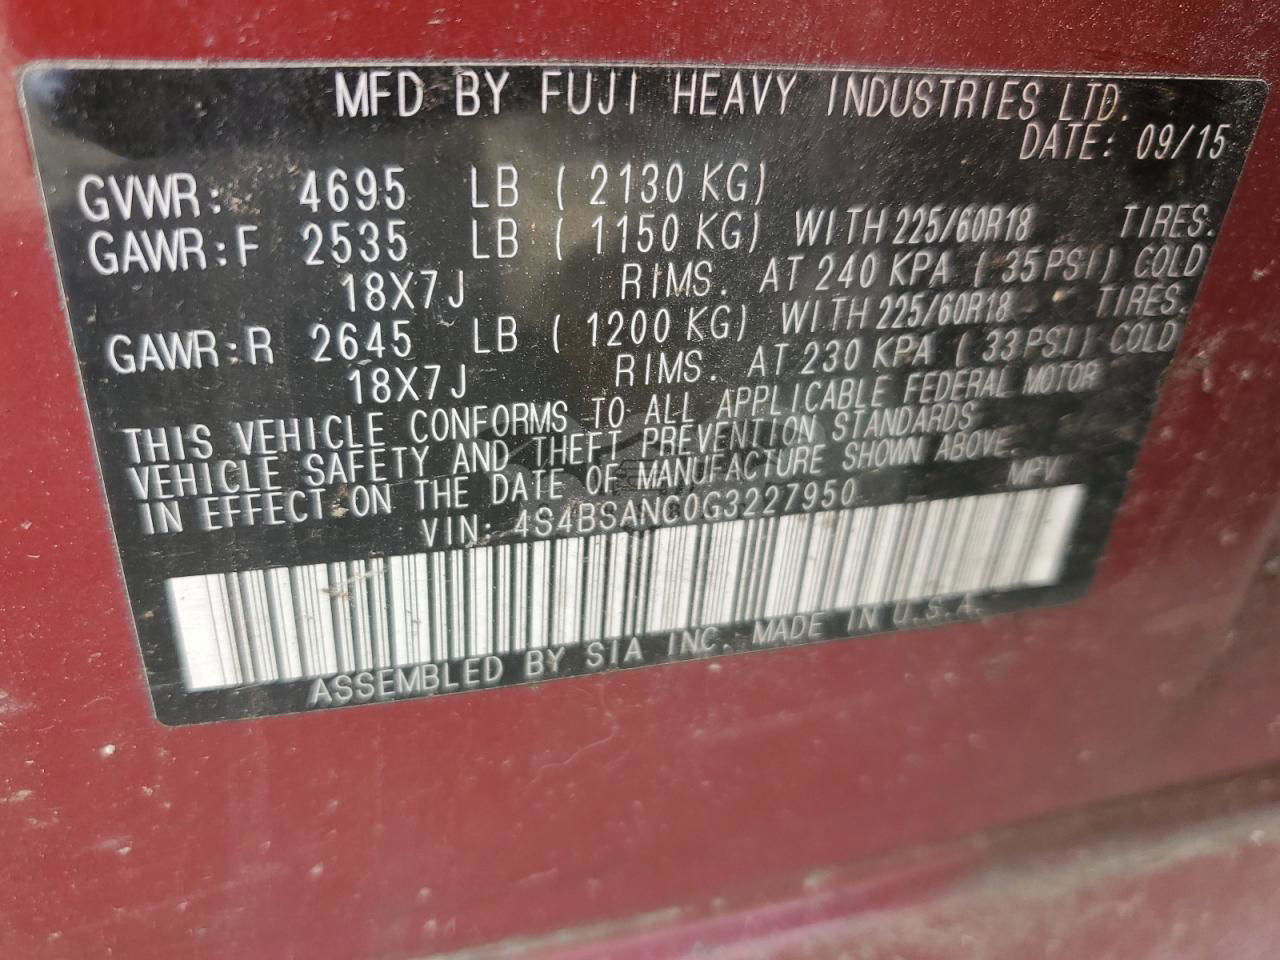 MFD BY FUJI HEAVY INDUSTRIES LTD.
DATE: 09/15
GVWR: 4695 LB ( 2130 KG)
GAWR:F 2535 LB ( 1150 KG) WITH 225/60R18 TIRES.
18X7J RIMS. AT 240 KPA ( 35PSI) COLD
GAWR:R 2645 LB ( 1200 KG) WITH 225/60R18 TIRES.
18X7J RIMS. AT 230 KPA ( 33PSI) COLD
THIS VEHICLE CONFORMS TO ALL APPLICABLE FEDERAL MOTOR
VEHICLE SAFETY AND THEFT PREVENTION STANDARDS
IN EFFECT ON THE DATE OF MANUFACTURE SHOWN ABOVE.
VIN: 4S4BSANC0G3227950 MPV
ASSEMBLED BY SIA INC. MADE IN U.S.A.